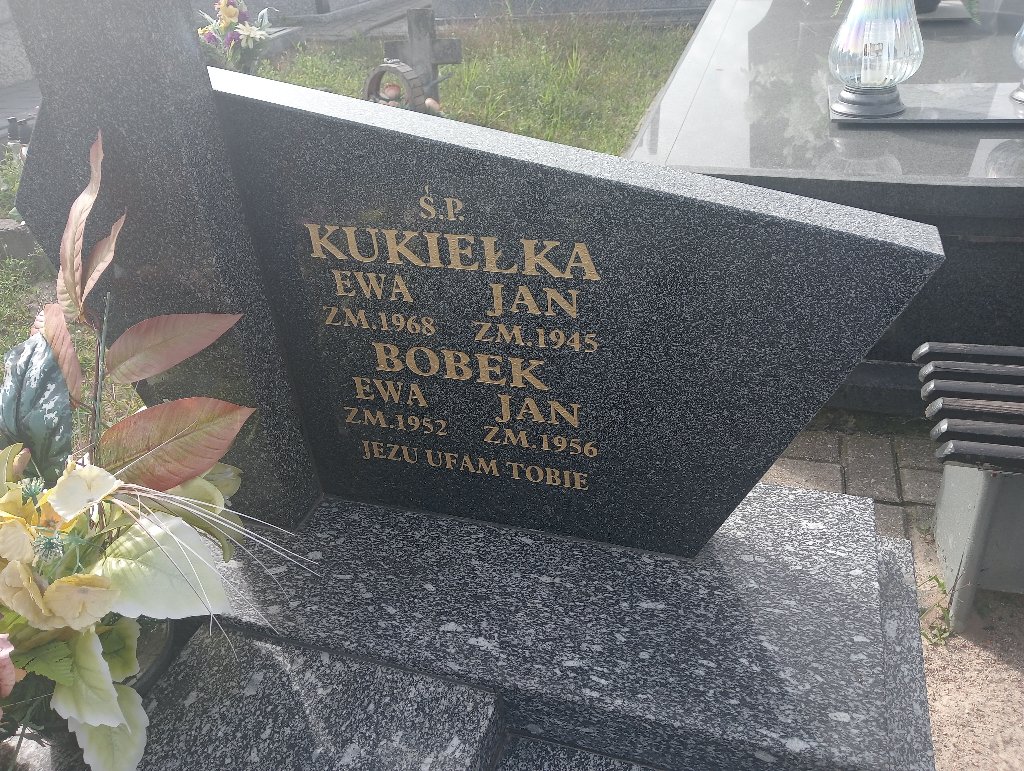 Ś.P.
KUKIEŁKA
EWA JAN
ZM.1968 ZM.1945
BOBEK
EWA JAN
ZM.1952 ZM.1956
JEZU UFAM TOBIE